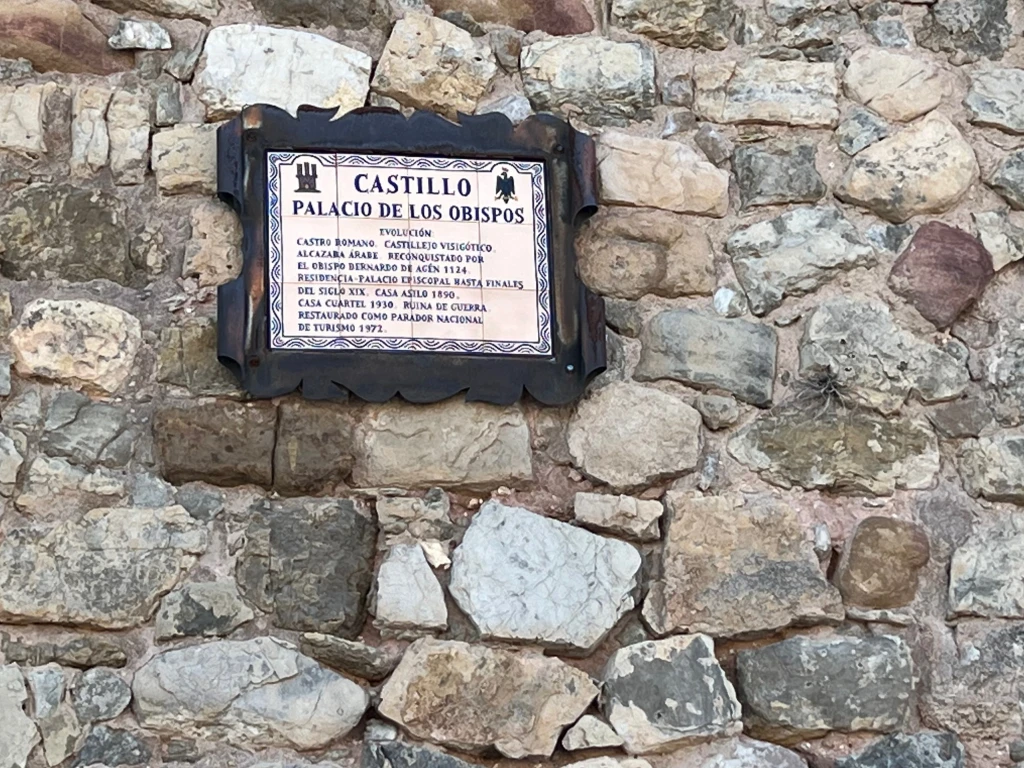 CASTILLO
PALACIO DE LOS OBISPOS
EVOLUCIÓN:
CASTRO ROMANO. CASTILLEJO VISIGÓTICO.
ALCAZABA ÁRABE. RECONQUISTADO POR
EL OBISPO BERNARDO DE AGÉN 1124.
RESIDENCIA-PALACIO EPISCOPAL HASTA FINALES
DEL SIGLO XIX. CASA ASILO 1890.
CASA CUARTEL 1930. RUINA DE GUERRA.
RESTAURADO COMO PARADOR NACIONAL
DE TURISMO 1972.